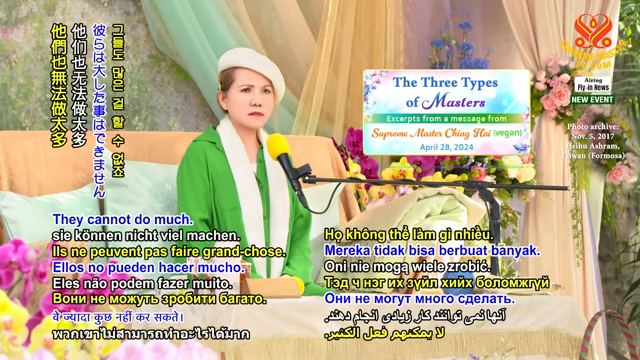 그들도 많은 걸 할 수 없죠
彼らは大した事はできません
他们也无法做太多
他們也無法做太多
The Three Types
of Masters
Excerpts from a message from
Supreme Master Ching Hai (vegan)
April 28, 2024
Airing
Fly-in News
NEW EVENT
Photo archive:
Nov. 5, 2017
Hsihu Ashram,
Taiwan (Formosa)
They cannot do much.
sie können nicht viel machen.
Ils ne peuvent pas faire grand-chose.
Ellos no pueden hacer mucho.
Eles não podem fazer muito.
Вони не можуть зробити багато.
वे ज्यादा कुछ नहीं कर सकते।
พวกเขาไม่สามารถทำอะไรได้มาก
Họ không thể làm gì nhiều.
Mereka tidak bisa berbuat banyak.
Oni nie mogą wiele zrobić.
Тэд ч нэг их зүйл хийх боломжгүй
Они не могут много сделать.
آنها نمی توانند کار زیادی انجام دهند.
لا يمكنهم فعل الكثير.